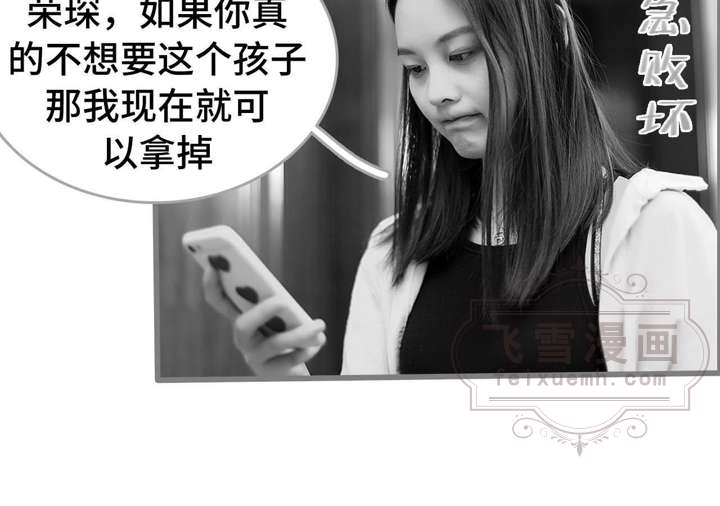 荣琛，如果你真
的不想要这个孩子
那我现在就可
以拿掉
急败坏
飞雪漫画
feixuemh.com